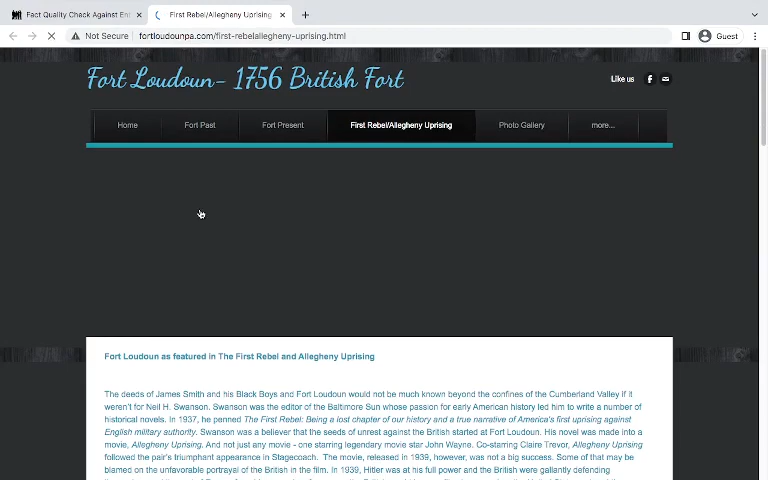 Fact Quality Check Against En
First Rebel/Allegheny Uprising
Not Secure
fortloudounpa.com/first-rebelallegheny-uprising.html
Guest
Fort Loudoun- 1756 British Fort
Like us
Home
Fort Past
Fort Present
First Rebel/Allegheny Uprising
Photo Gallery
more...
Fort Loudoun as featured in The First Rebel and Allegheny Uprising
The deeds of James Smith and his Black Boys and Fort Loudoun would not be much known beyond the confines of the Cumberland Valley if it
weren't for Neil H. Swanson. Swanson was the editor of the Baltimore Sun whose passion for early American history led him to write a number of
historical novels. In 1937, he penned The First Rebel: Being a lost chapter of our history and a true narrative of America's first uprising against
English military authority. Swanson was a believer that the seeds of unrest against the British started at Fort Loudoun. His novel was made into a
movie, Allegheny Uprising. And not just any movie - one starring legendary movie star John Wayne. Co-starring Claire Trevor, Allegheny Uprising
followed the pair's triumphant appearance in Stagecoach. The movie, released in 1939, however, was not a big success. Some of that may be
blamed on the unfavorable portrayal of the British in the film. In 1939, Hitler was at his full power and the British were gallantly defending